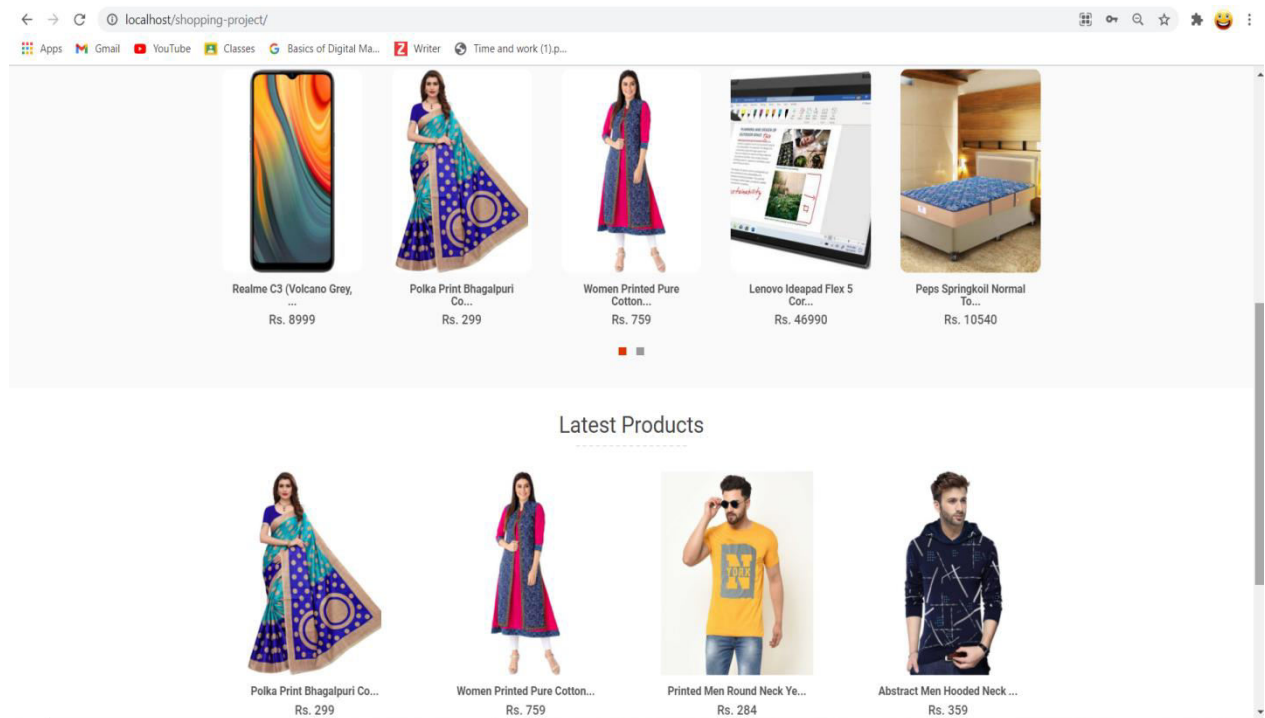 localhost/shopping-project/
Apps Gmail YouTube Classes Basics of Digital Ma... Writer Time and work (1).p...
Realme C3 (Volcano Grey,
...
Rs. 8999
Polka Print Bhagalpuri
Co...
Rs. 299
Women Printed Pure
Cotton...
Rs. 759
Lenovo Ideapad Flex 5
Cor...
Rs. 46990
Peps Springkoil Normal
To...
Rs. 10540
Latest Products
N
YORK
Polka Print Bhagalpuri Co...
Rs. 299
Women Printed Pure Cotton...
Rs. 759
Printed Men Round Neck Ye...
Rs. 284
Abstract Men Hooded Neck ...
Rs. 359